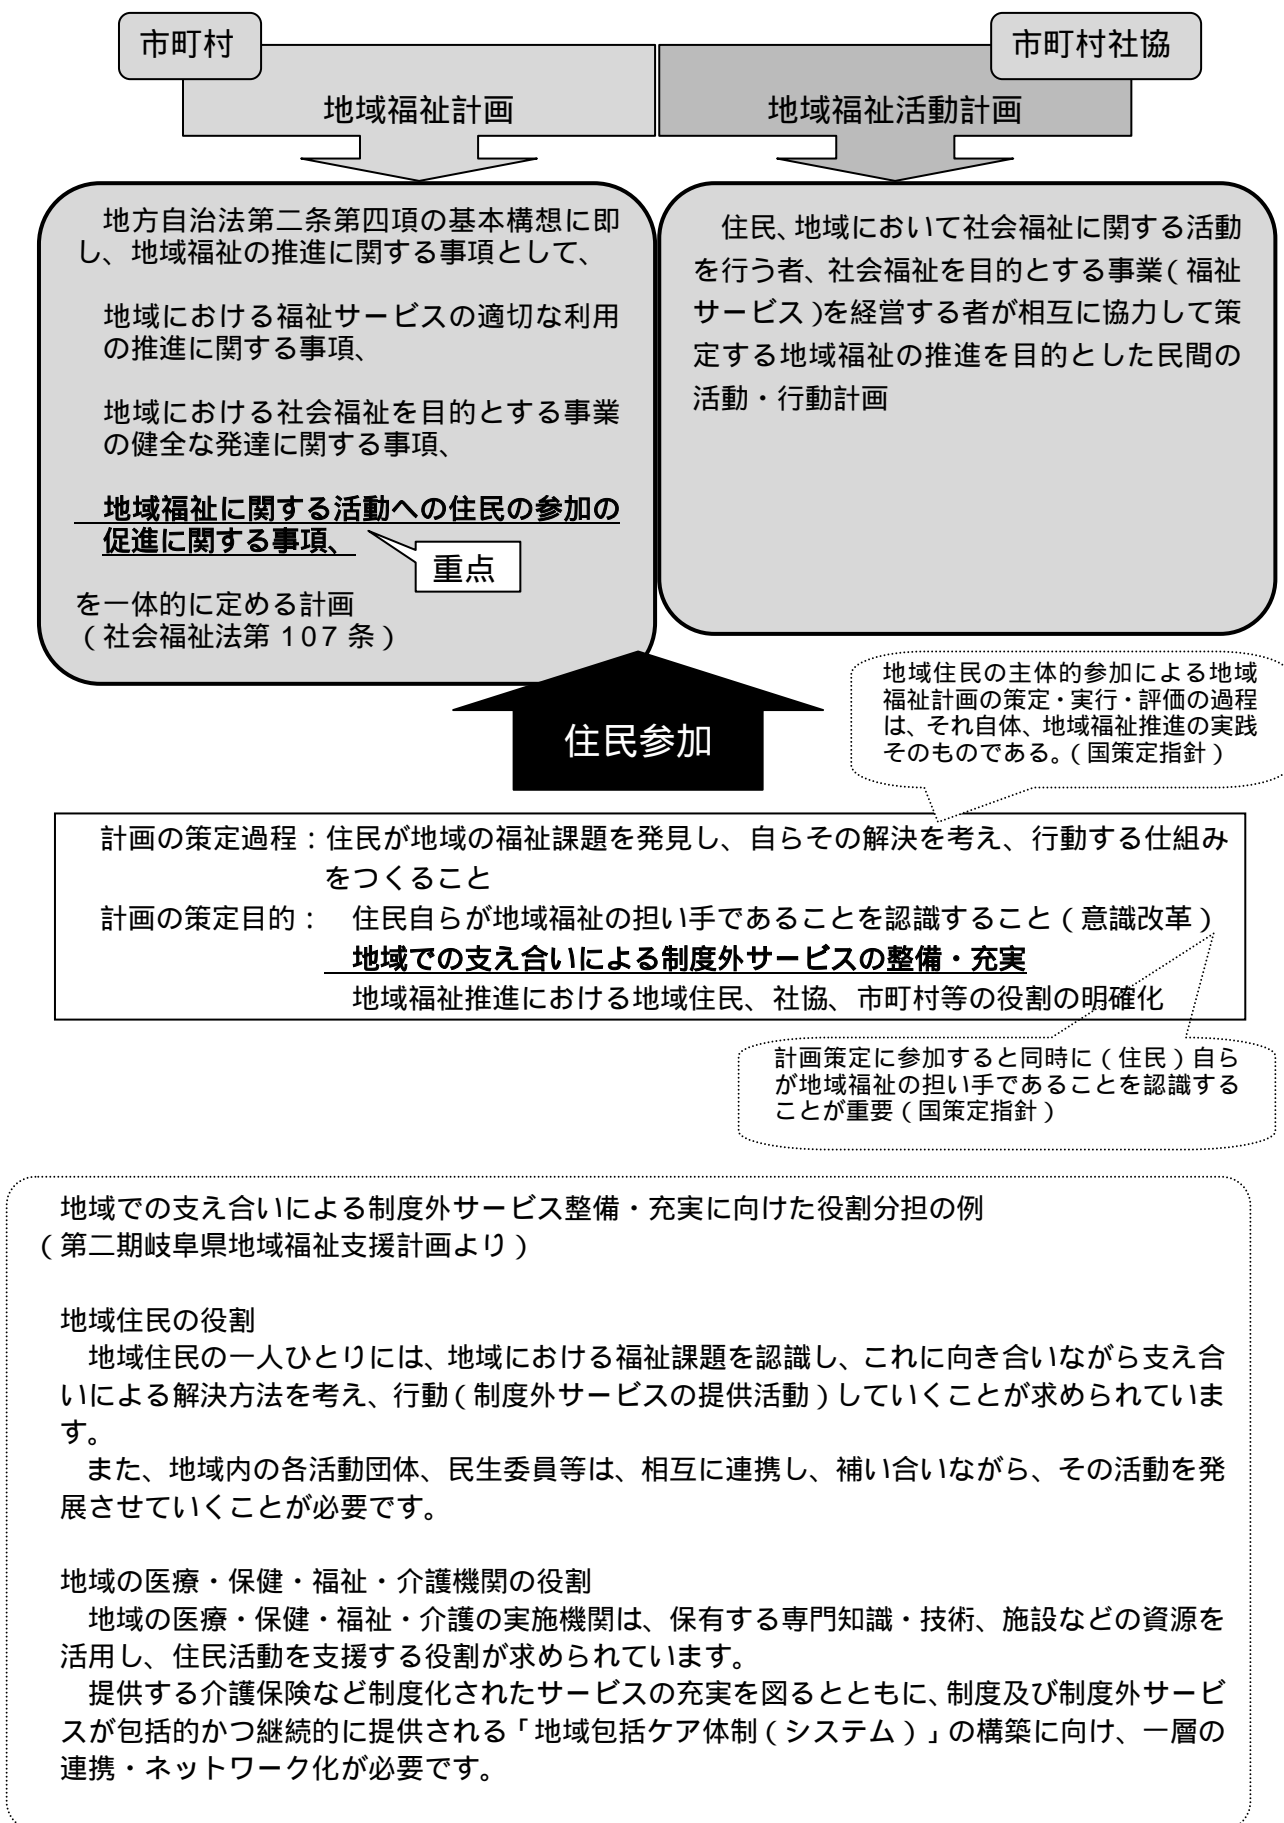 市町村
市町村社協
地域福祉計画
地域福祉活動計画
地方自治法第二条第四項の基本構想に即
し、地域福祉の推進に関する事項として、
地域における福祉サービスの適切な利用
の推進に関する事項、
地域における社会福祉を目的とする事業
の健全な発達に関する事項、
地域福祉に関する活動への住民の参加の
促進に関する事項、
重点
を一体的に定める計画
(社会福祉法第107条)
住民、地域において社会福祉に関する活動
を行う者、社会福祉を目的とする事業(福祉
サービス)を経営する者が相互に協力して策
定する地域福祉の推進を目的とした民間の
活動・行動計画
住民参加
地域住民の主体的参加による地域
福祉計画の策定・実行・評価の過程
は、それ自体、地域福祉推進の実践
そのものである。(国策定指針)
計画の策定過程:住民が地域の福祉課題を発見し、自らその解決を考え、行動する仕組み
をつくること
計画の策定目的: 住民自らが地域福祉の担い手であることを認識すること(意識改革)
地域での支え合いによる制度外サービスの整備・充実
地域福祉推進における地域住民、社協、市町村等の役割の明確化
計画策定に参加すると同時に(住民)自ら
が地域福祉の担い手であることを認識する
ことが重要(国策定指針)
地域での支え合いによる制度外サービス整備・充実に向けた役割分担の例
(第二期岐阜県地域福祉支援計画より)
地域住民の役割
地域住民の一人ひとりには、地域における福祉課題を認識し、これに向き合いながら支え合
いによる解決方法を考え、行動(制度外サービスの提供活動)していくことが求められていま
す。
また、地域内の各活動団体、民生委員等は、相互に連携し、補い合いながら、その活動を発
展させていくことが必要です。
地域の医療・保健・福祉・介護機関の役割
地域の医療・保健・福祉・介護の実施機関は、保有する専門知識・技術、施設などの資源を
活用し、住民活動を支援する役割が求められています。
提供する介護保険など制度化されたサービスの充実を図るとともに、制度及び制度外サービ
スが包括的かつ継続的に提供される「地域包括ケア体制(システム)」の構築に向け、一層の
連携・ネットワーク化が必要です。